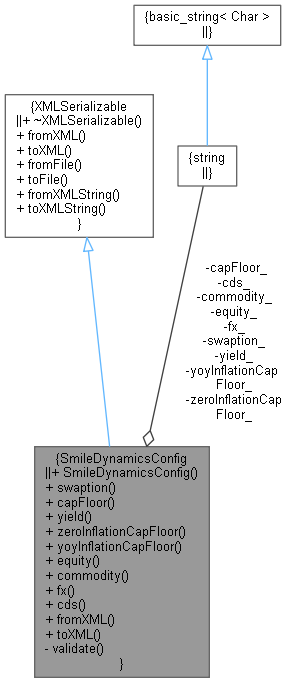 {basic_string< Char >
||}
{XMLSerializable
||+ ~XMLSerializable()
+ fromXML()
+ toXML()
+ fromFile()
+ toFile()
+ fromXMLString()
+ toXMLString()
}
{string
||}
-capFloor_
-cds_
-commodity_
-equity_
-fx_
-swaption_
-yield_
-yoyInflationCap
Floor_
-zeroInflationCap
Floor_
{SmileDynamicsConfig
||+ SmileDynamicsConfig()
+ swaption()
+ capFloor()
+ yield()
+ zeroInflationCapFloor()
+ yoyInflationCapFloor()
+ equity()
+ commodity()
+ fx()
+ cds()
+ fromXML()
+ toXML()
- validate()
}